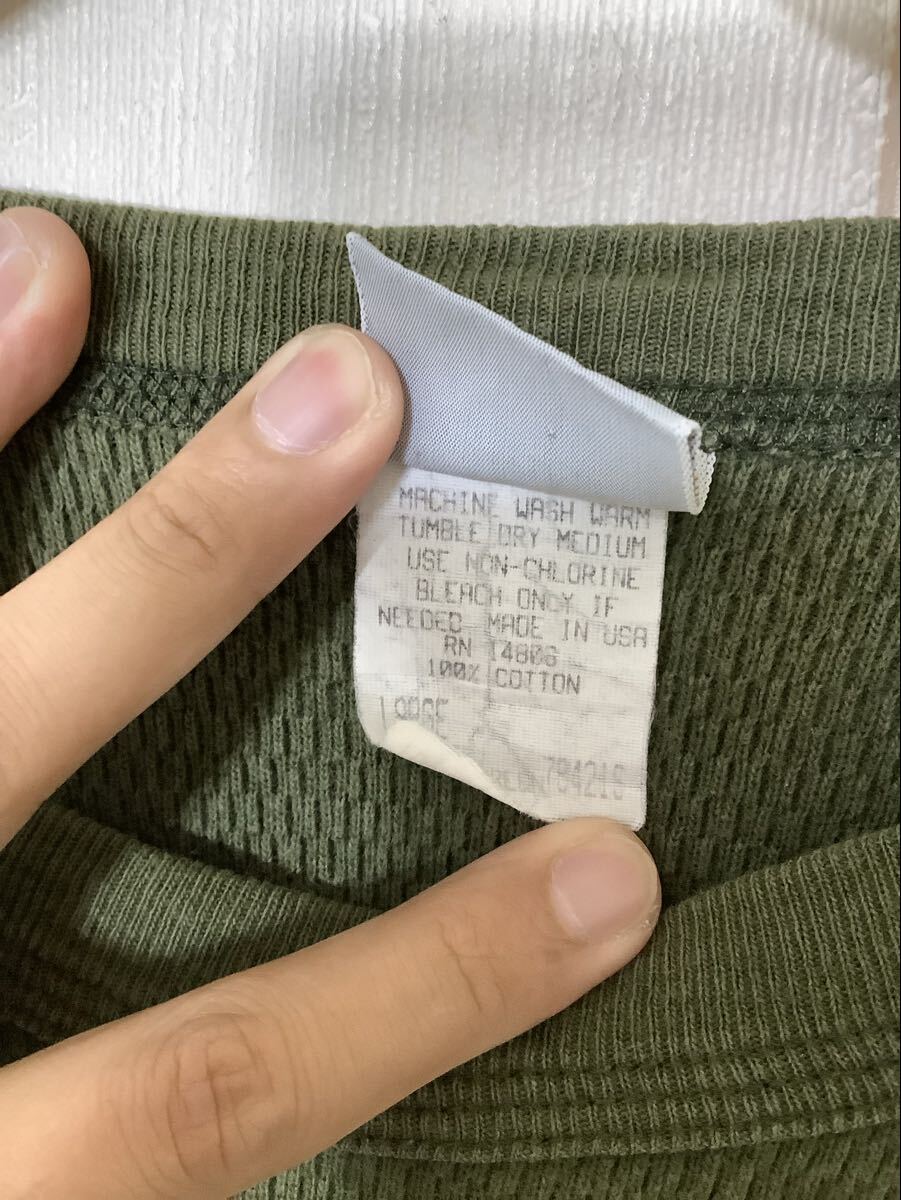 MACHINE WASH WARM
TUMBLE DRY MEDIUM
USE NON-CHLORINE
BLEACH ONLY IF
NEEDED MADE IN USA
RN 14806
100% COTTON
LARGE